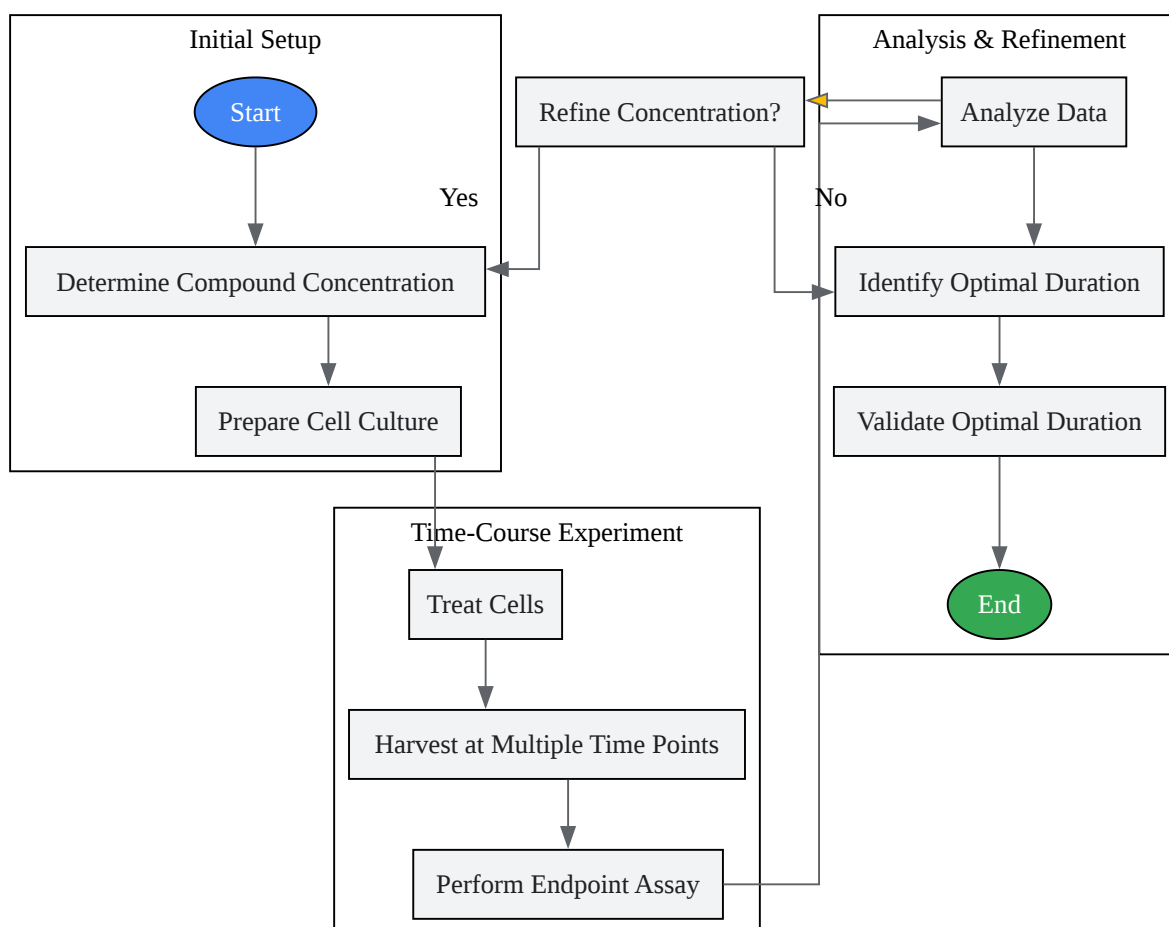 Initial Setup
Start
Determine Compound Concentration
Prepare Cell Culture
Refine Concentration?
Yes
No
Time-Course Experiment
Treat Cells
Harvest at Multiple Time Points
Perform Endpoint Assay
Analysis & Refinement
Analyze Data
Identify Optimal Duration
Validate Optimal Duration
End